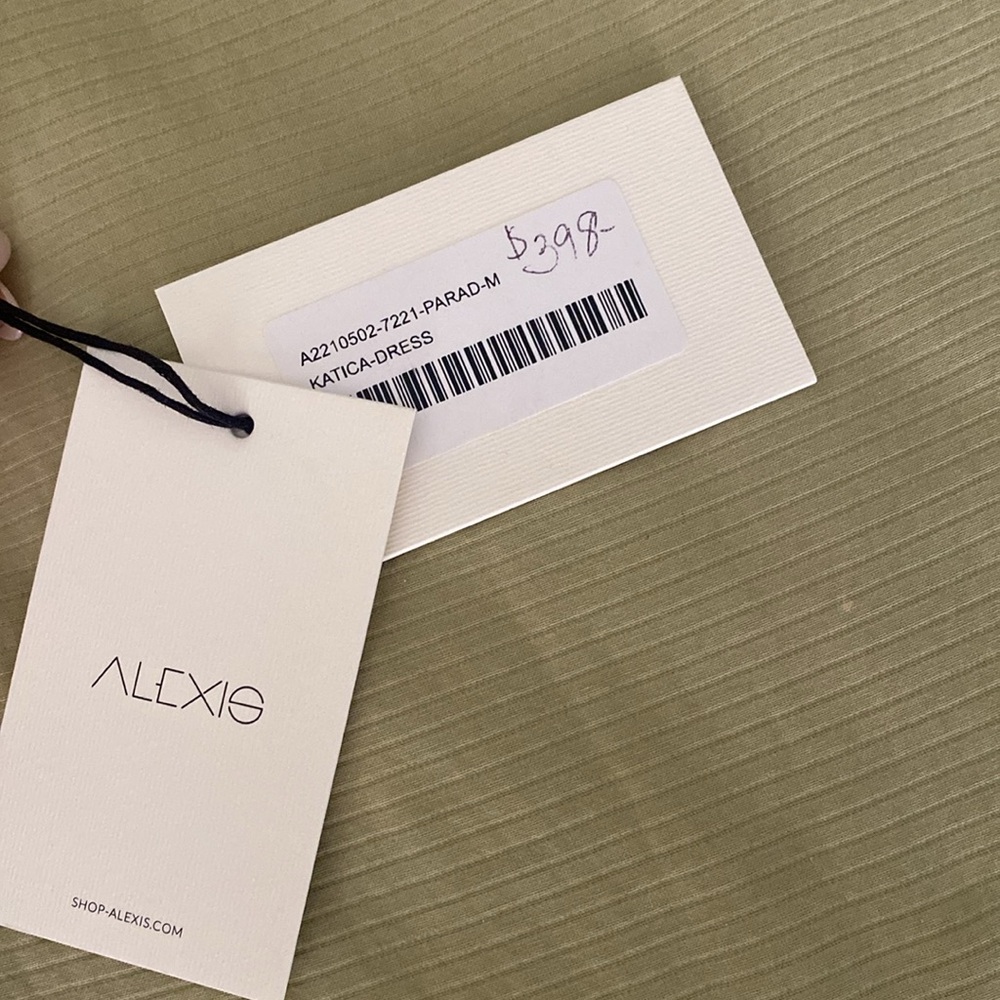 $398-
A2210502-7221-PARAD-M
KATICA-DRESS
ALEXIS
SHOP-ALEXIS.COM